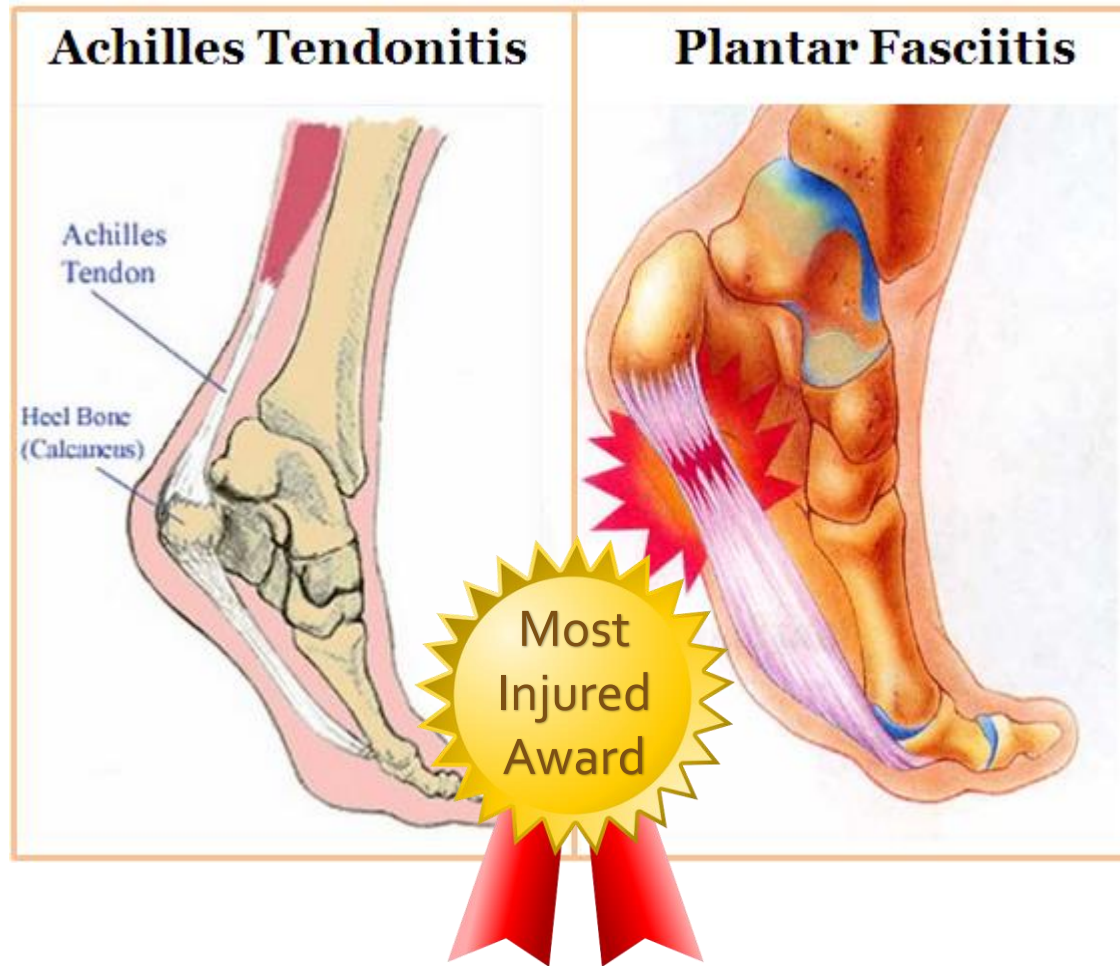 Achilles Tendonitis
Plantar Fasciitis
Achilles
Tendon
Heel Bone
(Calcaneus)
Most
Injured
Award